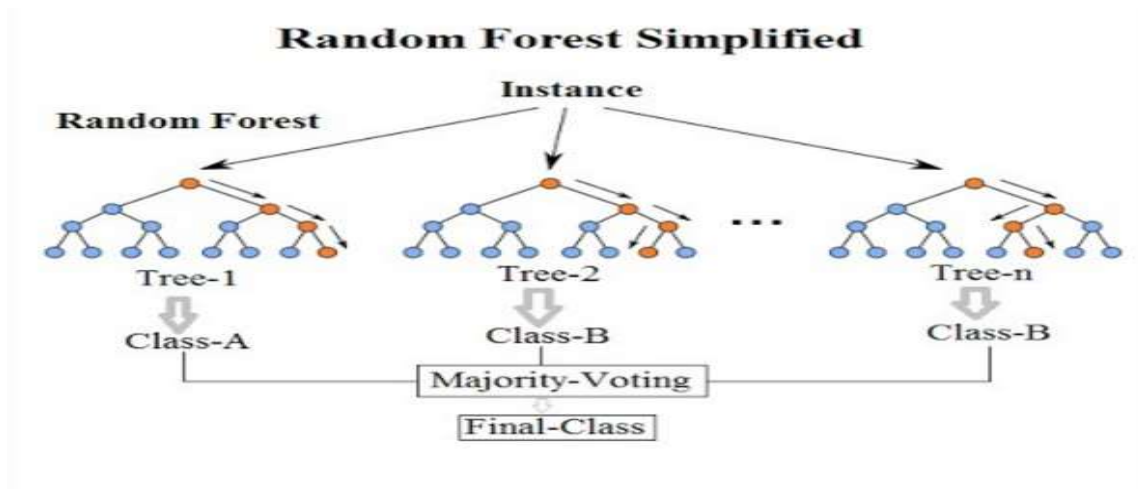 Random Forest Simplified
Instance
Random Forest
...
Tree-1
Tree-2
Tree-n
Class-A
Class-B
Class-B
Majority-Voting
Final-Class